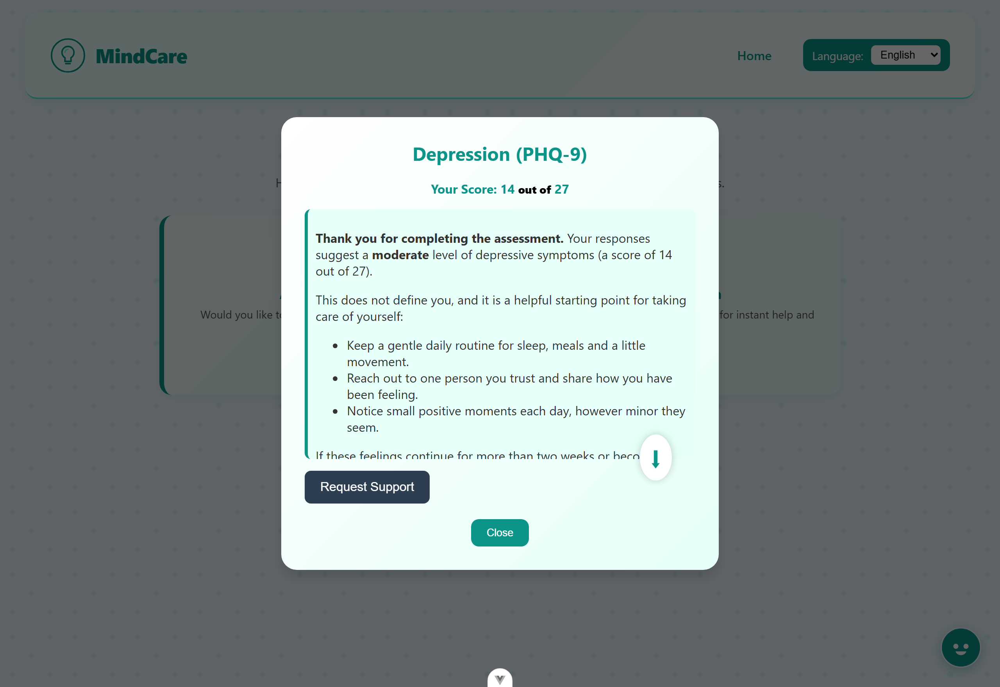 MindCare
Home
Language: English
Depression (PHQ-9)
Your Score: 14 out of 27
Thank you for completing the assessment. Your responses
suggest a moderate level of depressive symptoms (a score of 14
out of 27).
This does not define you, and it is a helpful starting point for taking
care of yourself:
Keep a gentle daily routine for sleep, meals and a little
movement.
Reach out to one person you trust and share how you have
been feeling.
Notice small positive moments each day, however minor they
seem.
If these feelings continue for more than two weeks or
Would you like
for instant help and
Request Support
Close